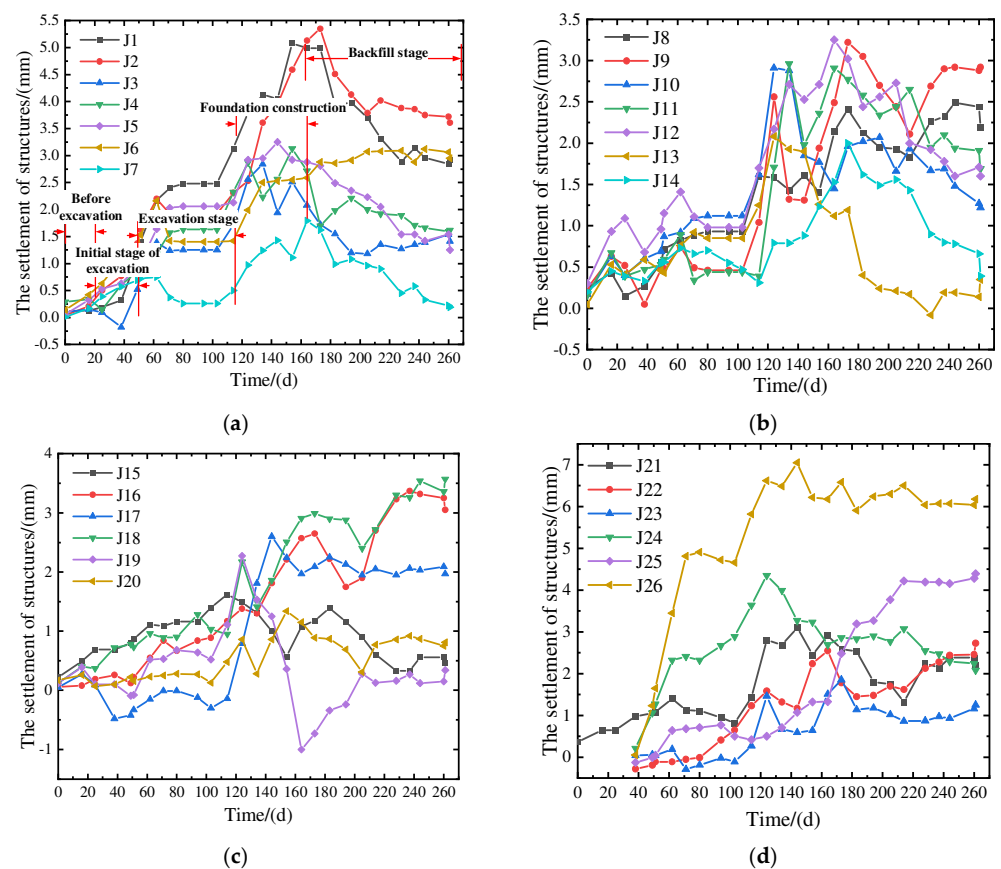 The settlement of structures/(mm)
5.5
5.0
4.5
4.0
3.5
3.0
2.5
2.0
1.5
1.0
0.5
0.0
-0.5
J1
J2
J3
J4
J5
J6
J7
Backfill stage
Foundation construction
Before
excavation
Excavation stage
Initial stage of
excavation
0 20 40 60 80 100 120 140 160 180 200 220 240 260
Time/(d)
(a)
The settlement of structures/(mm)
3.5
3.0
2.5
2.0
1.5
1.0
0.5
0.0
0.5
J8
J9
J10
J11
J12
J13
J14
0 20 40 60 80 100 120 140 160 180 200 220 240 260
Time/(d)
(b)
The settlement of structures/(mm)
4
3
2
1
0
-1
J15
J16
J17
J18
J19
J20
0 20 40 60 80 100 120 140 160 180 200 220 240 260
Time/(d)
(c)
The settlement of structures/(mm)
7
6
5
4
3
2
1
0
J21
J22
J23
J24
J25
J26
0 20 40 60 80 100 120 140 160 180 200 220 240 260
Time/(d)
(d)